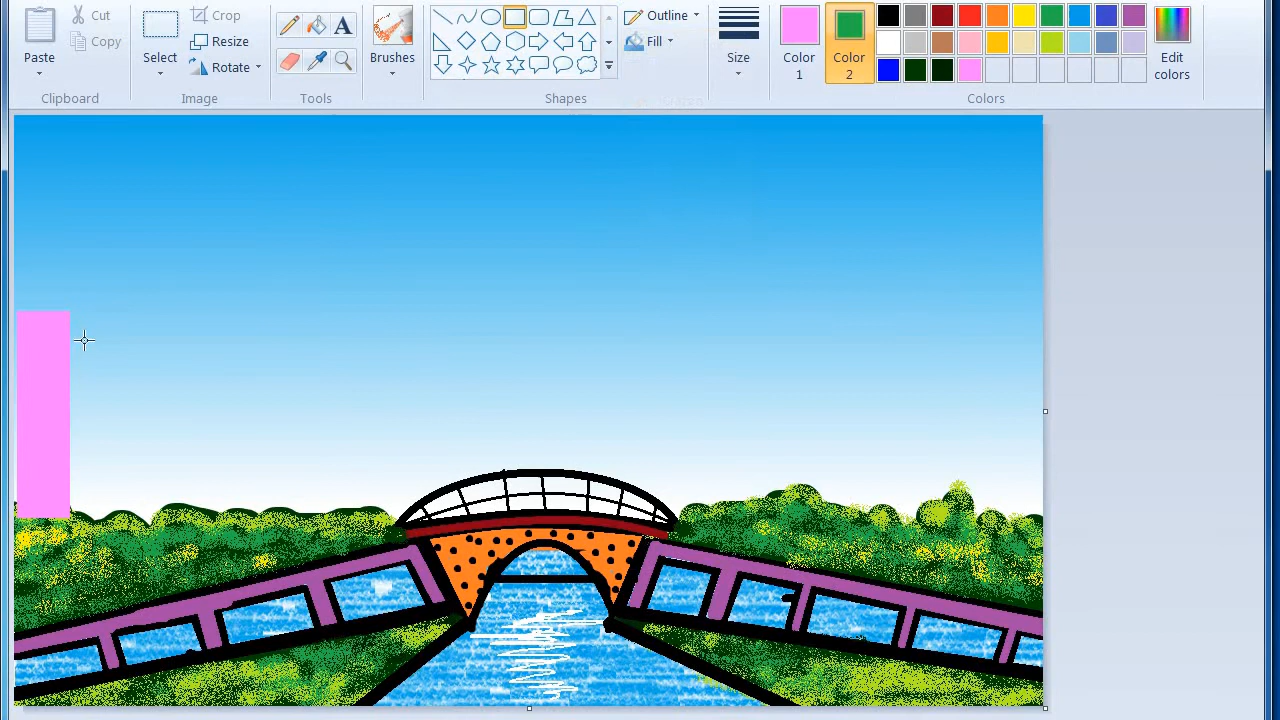 Paste
Cut
Copy
Clipboard
Select
Crop
Resize
Rotate
Image
A
Tools
Brushes
Outline
Fill
Shapes
Size
Color
1
Color
2
Edit
colors
Colors